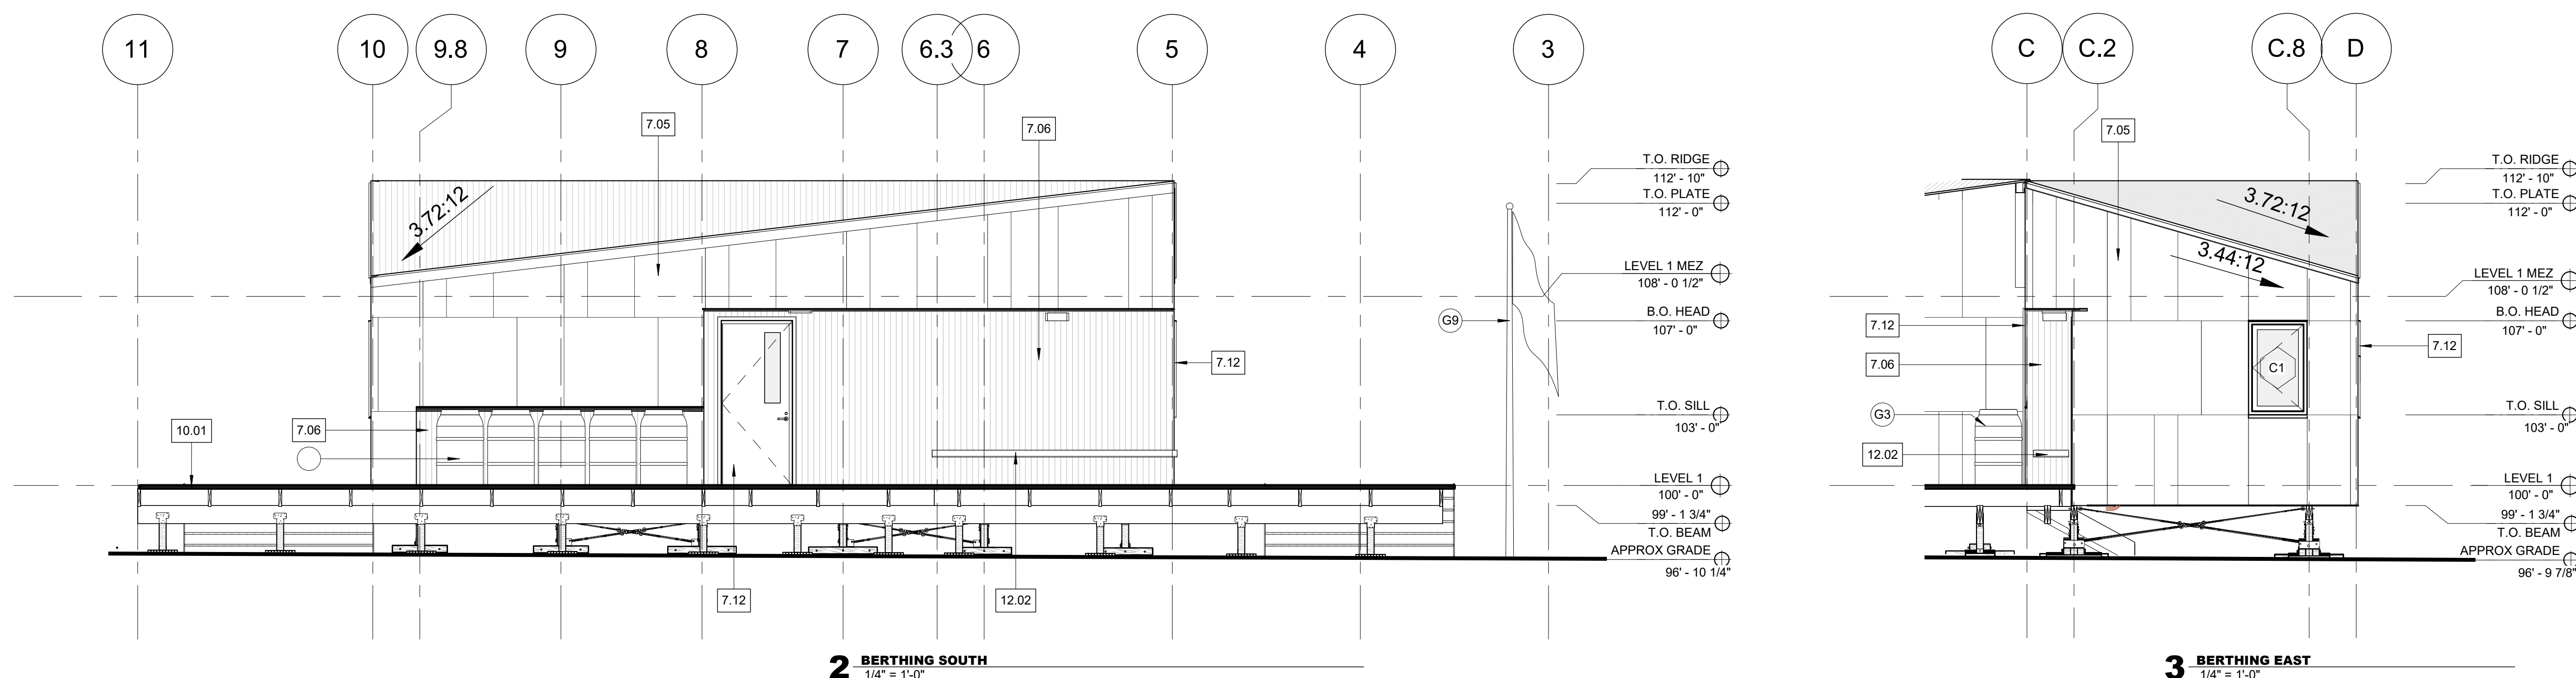 11
10
9.8
9
8
7
6.3
6
5
4
3
7.05
7.06
3.72:12
T.O. RIDGE
112' - 10"
T.O. PLATE
112' - 0"
LEVEL 1 MEZ
108' - 0 1/2"
B.O. HEAD
107' - 0"
G9
7.12
T.O. SILL
103' - 0"
10.01
7.06
LEVEL 1
100' - 0"
99' - 1 3/4"
T.O. BEAM
APPROX GRADE
96' - 10 1/4"
7.12
12.02
2 BERTHING SOUTH
1/4" = 1'-0"
C
C.2
C.8
D
7.05
3.72:12
3.44:12
T.O. RIDGE
112' - 10"
T.O. PLATE
112' - 0"
LEVEL 1 MEZ
108' - 0 1/2"
B.O. HEAD
107' - 0"
7.12
7.12
7.06
C1
G3
T.O. SILL
103' - 0"
12.02
LEVEL 1
100' - 0"
99' - 1 3/4"
T.O. BEAM
APPROX GRADE
96' - 9 7/8"
3 BERTHING EAST
1/4" = 1'-0"